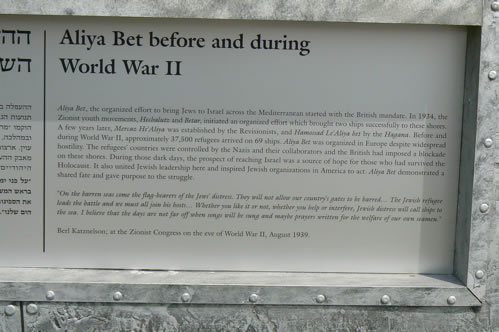 Aliya Bet before and during
World War II
Aliya Bet, the organized effort to bring Jews to Israel across the Mediterranean started with the British mandate. In 1934, the
Zionist youth movements, Hechalutz and Betar, initiated an organised effort which brought two ships successfully to these shores.
A few years later, Mercaz Ha'Aliya was established by the Revisionists, and Hamossad Le'Aliya bet by the Hagana. Before and
during World War II, approximately 37,500 refugees arrived on 69 ships. Aliya Bet was organized in Europe despite widespread
hostility. The refugees' countries were controlled by the Nazis and their collaborators and the British had imposed a blockade
on these shores. During those dark days, the prospect of reaching Israel was a source of hope for those who had survived the
Holocaust. It also united Jewish leadership here and inspired Jewish organizations in America to act. Aliya Bet demonstrated a
shared fate and gave purpose to the struggle.
"On the barren seas come the flag-bearers of the Jews' distress. They will not allow our country's gates to be barred... The Jewish refugee
leads the battle and we must all join his hosts... Whether you like it or not, whether you help or interfere, Jewish distress will call ships to
the sea. I believe that the days are not far off when songs will be sung and maybe prayers written for the welfare of our own seamen."
Berl Katznelson; at the Zionist Congress on the eve of World War II, August 1939.